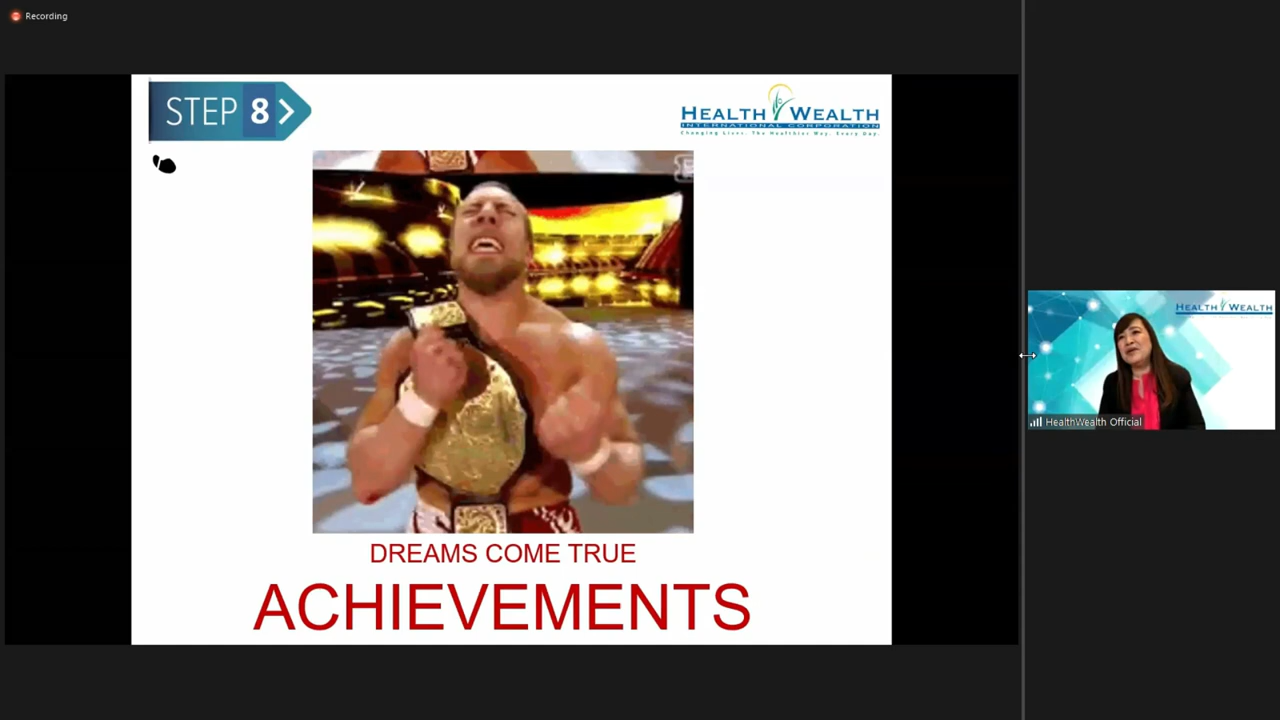 Recording
STEP 8
HEALTH WEALTH
INTERNATIONAL CORPORATION
Changing Lives. The Healthier Way. Every Day.
DREAMS COME TRUE
ACHIEVEMENTS
HEALTH WEALTH
HealthWealth Official